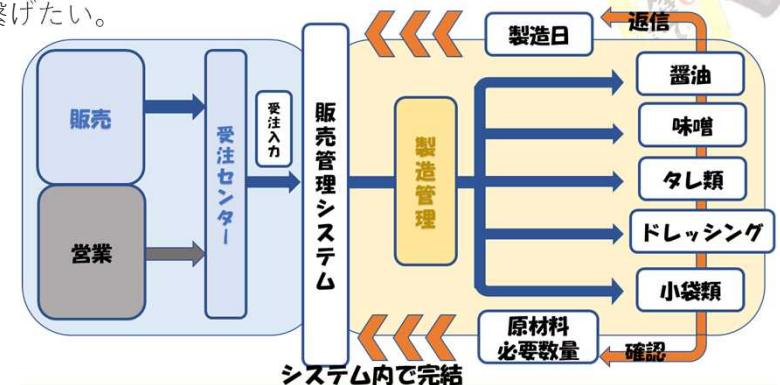 繋げたい。
返信
製造日
醤油
販売
受注センター
受注入力
販売管理システム
製造管理
味噌
タレ類
営業
ドレッシング
小袋類
原材料
必要数量
確認
システム内で完結